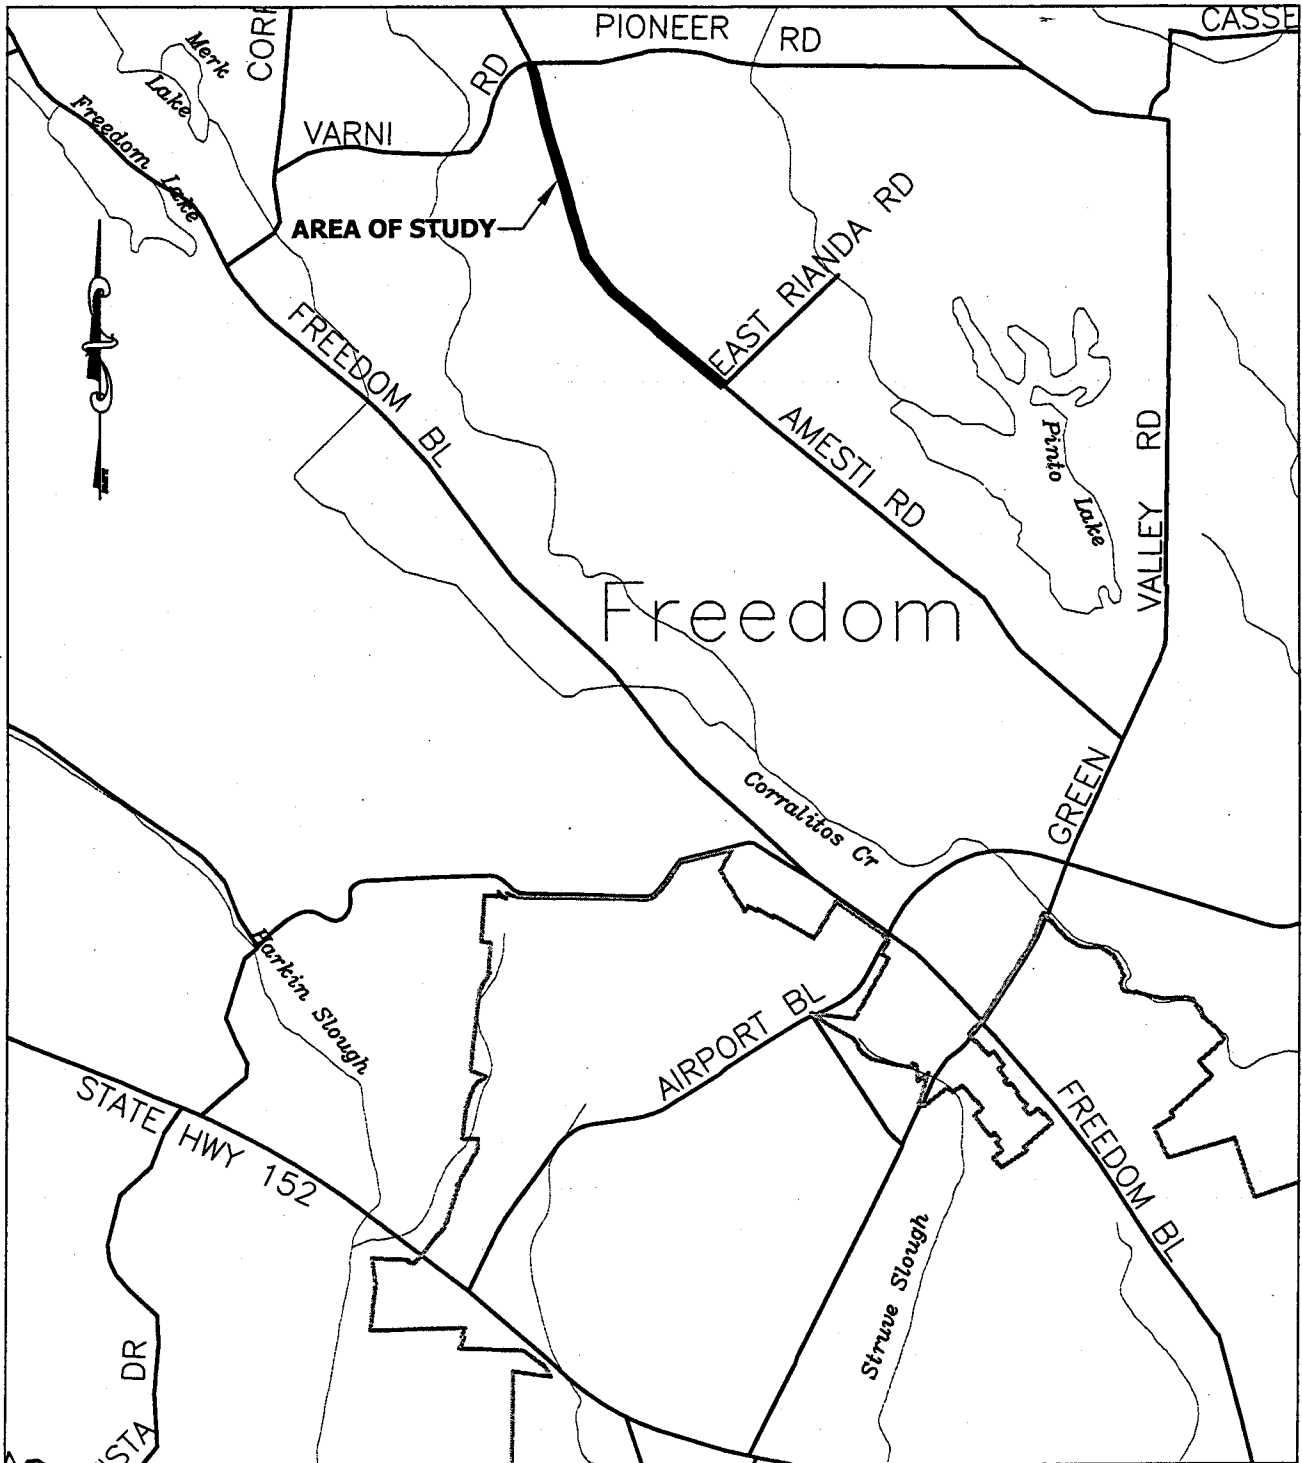 PIONEER RD
CASSE
CORR
Merk
Lake
RD
Freedom Lake
VARNI
AREA OF STUDY
EAST RIANDA RD
FREEDOM BL
AMESTI RD
Pinto Lake
VALLEY RD
Freedom
GREEN
Corralitos Cr
Harkin Slough
AIRPORT BL
STATE HWY 152
FREEDOM BL
Struve Slough
DR
ISTA